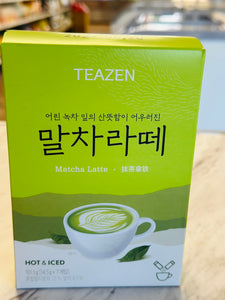 TEAZEN
어린 녹차 잎의 산뜻함이 어우러진
말차라떼
Matcha Latte · 抹茶拿铁
HOT & ICED